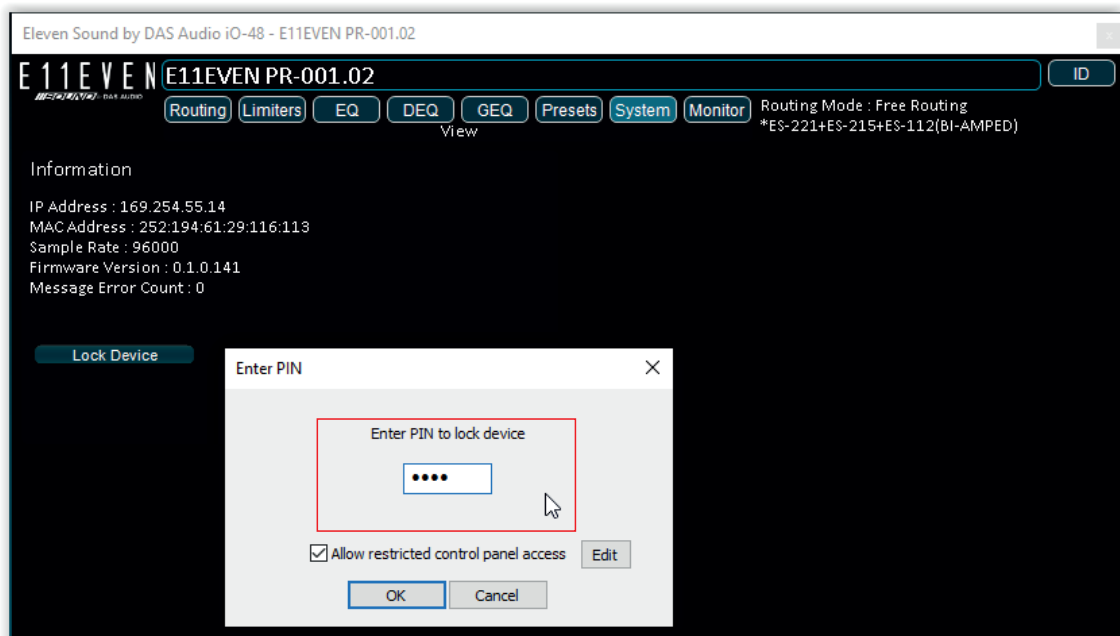 Eleven Sound by DAS Audio iO-48 - E11EVEN PR-001.02
E11EVEN
SOUND DAS AUDIO
E11EVEN PR-001.02
ID
Routing Limiters EQ DEQ GEQ Presets System Monitor
View
Routing Mode : Free Routing
*ES-221+ES-215+ES-112(BI-AMPED)
Information
IP Address : 169.254.55.14
MAC Address : 252:194:61:29:116:113
Sample Rate : 96000
Firmware Version : 0.1.0.141
Message Error Count : 0
Lock Device
Enter PIN
Enter PIN to lock device
••••
Allow restricted control panel access Edit
OK Cancel